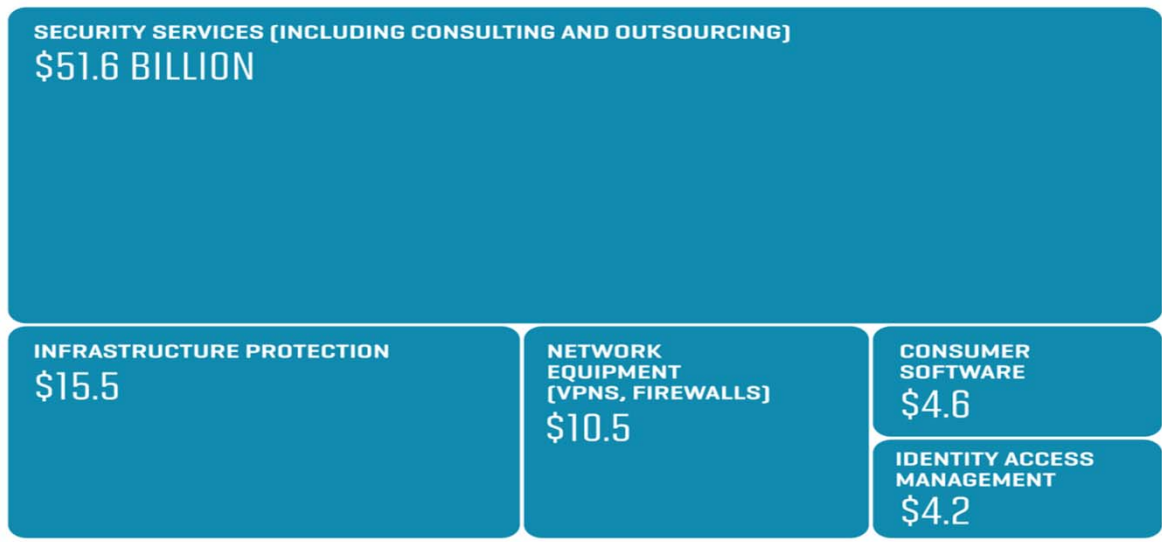 SECURITY SERVICES (INCLUDING CONSULTING AND OUTSOURCING)
$51.6 BILLION
INFRASTRUCTURE PROTECTION
$15.5
NETWORK
EQUIPMENT
(VPNS, FIREWALLS)
$10.5
CONSUMER
SOFTWARE
$4.6
IDENTITY ACCESS
MANAGEMENT
$4.2